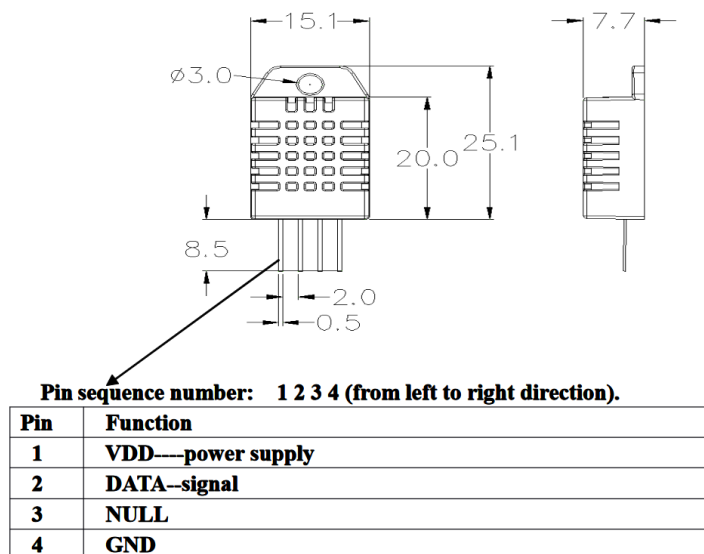 15.1
7.7
ø3.0
20.0
25.1
8.5
2.0
0.5
Pin sequence number: 1 2 3 4 (from left to right direction).
Pin Function
1 VDD----power supply
2 DATA--signal
3 NULL
4 GND